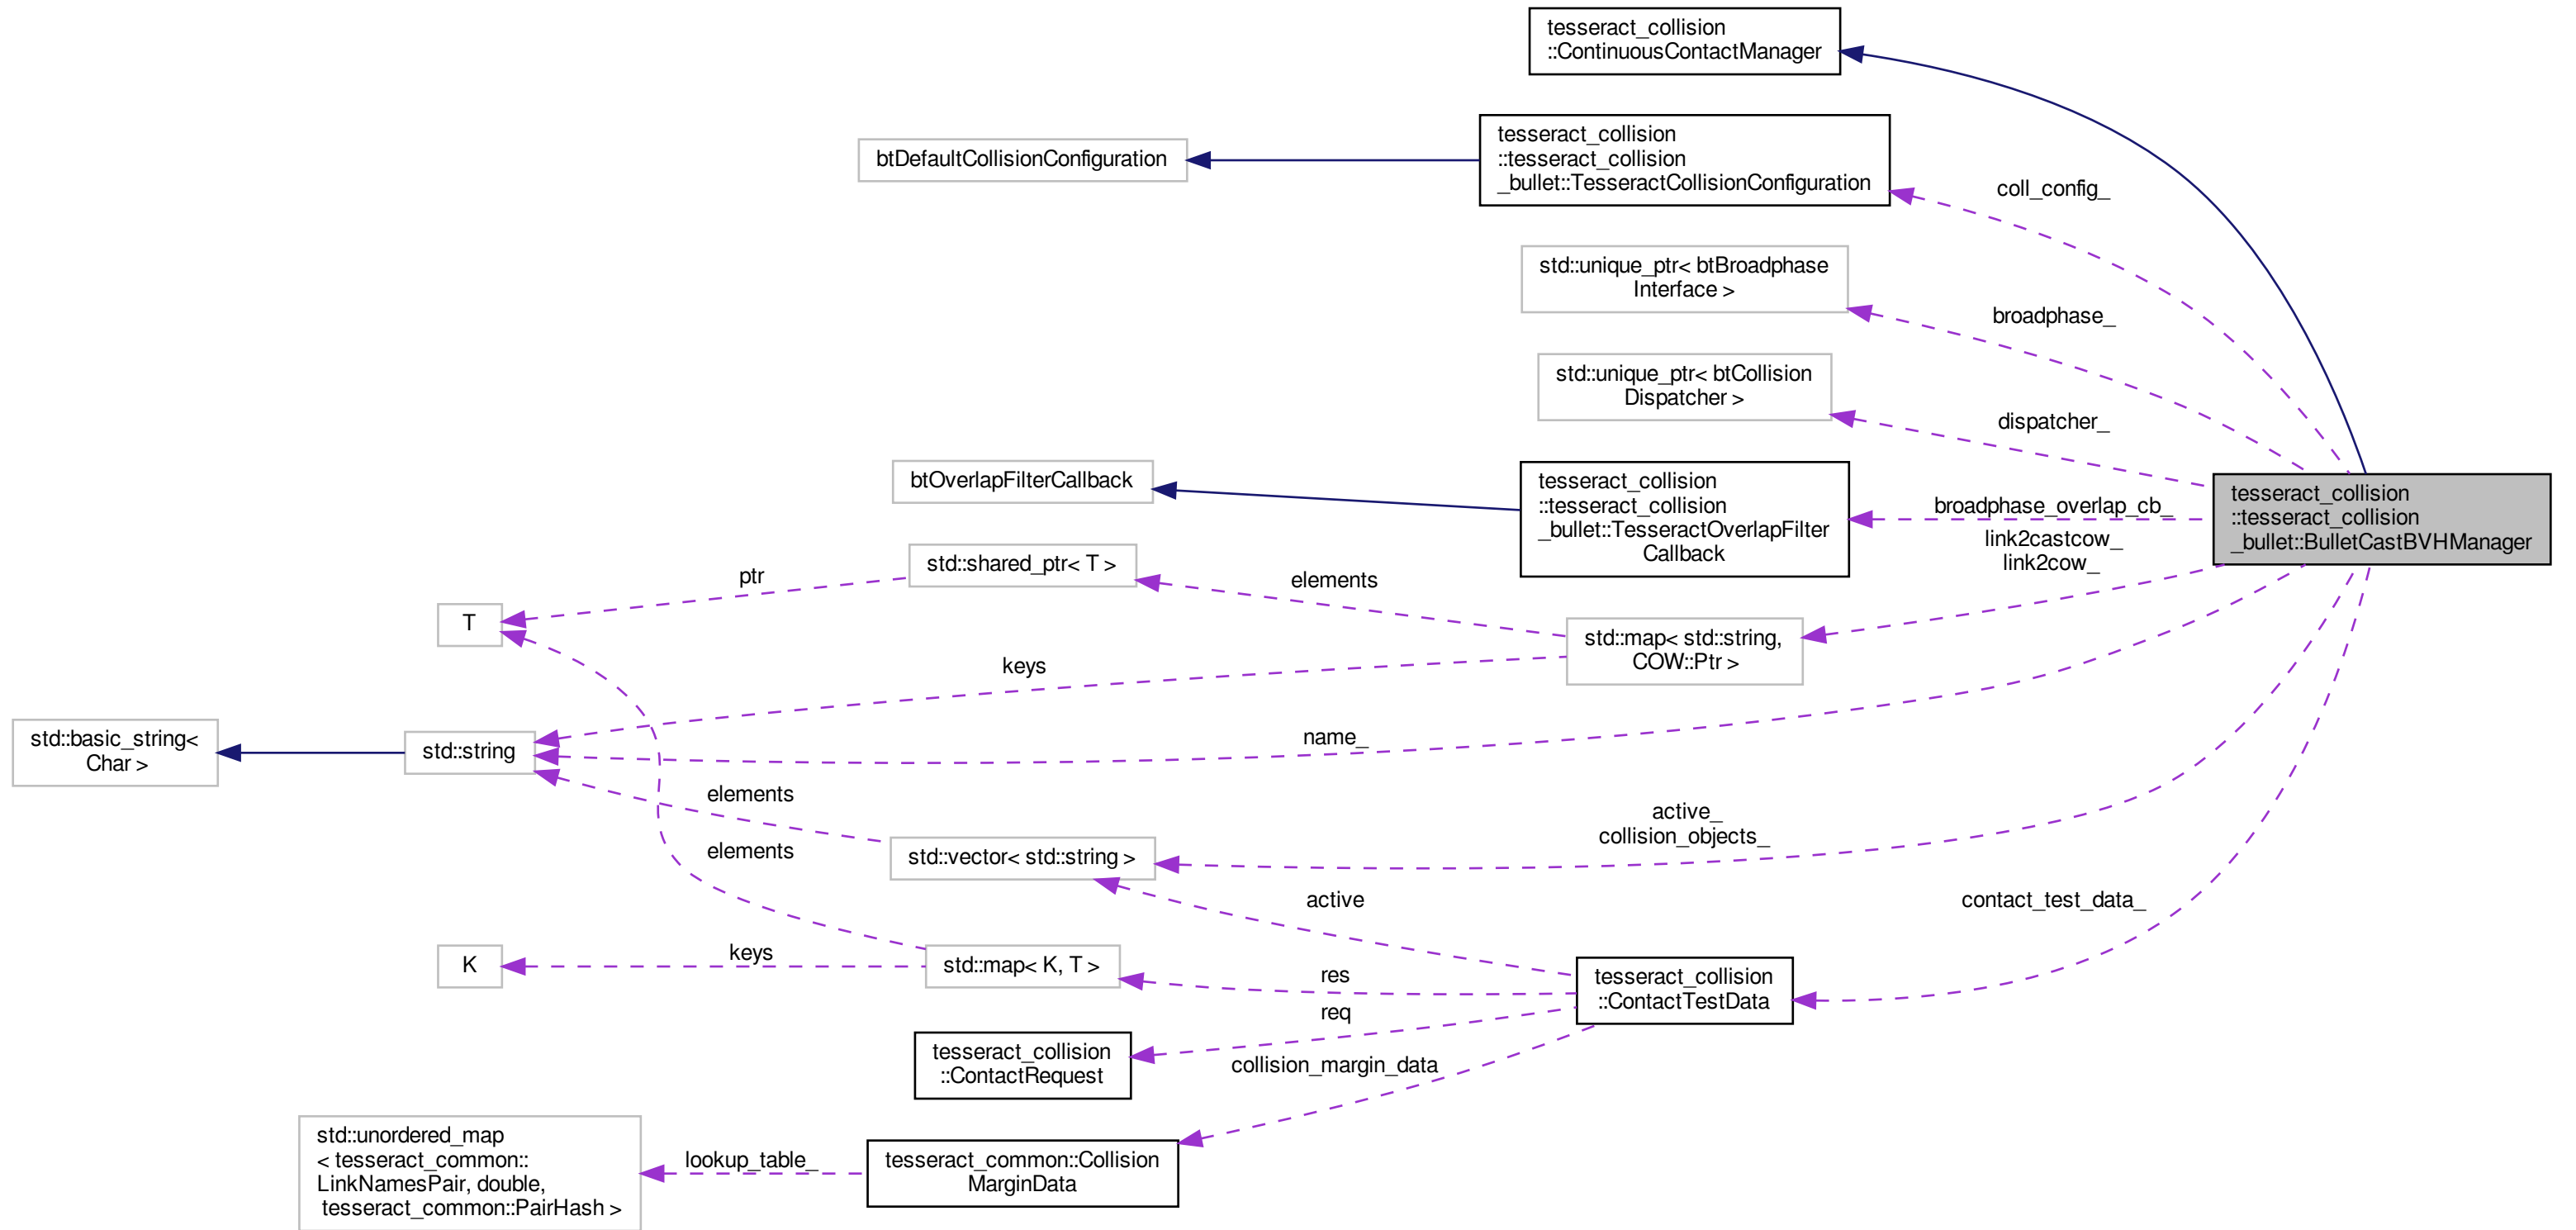 tesseract_collision
::ContinuousContactManager
btDefaultCollisionConfiguration
tesseract_collision
::tesseract_collision
_bullet::TesseractCollisionConfiguration
coll_config_
std::unique_ptr< btBroadphase
Interface >
broadphase_
std::unique_ptr< btCollision
Dispatcher >
dispatcher_
btOverlapFilterCallback
tesseract_collision
::tesseract_collision
_bullet::TesseractOverlapFilter
Callback
broadphase_overlap_cb_
link2castcow_
link2cow_
tesseract_collision
::tesseract_collision
_bullet::BulletCastBVHManager
ptr
std::shared_ptr< T >
elements
T
std::map< std::string,
COW::Ptr >
keys
std::basic_string<
Char >
std::string
name_
elements
active_
collision_objects_
elements
std::vector< std::string >
active
contact_test_data_
K
keys
std::map< K, T >
res
req
tesseract_collision
::ContactTestData
tesseract_collision
::ContactRequest
collision_margin_data
std::unordered_map
< tesseract_common::
LinkNamesPair, double,
tesseract_common::PairHash >
lookup_table_
tesseract_common::Collision
MarginData